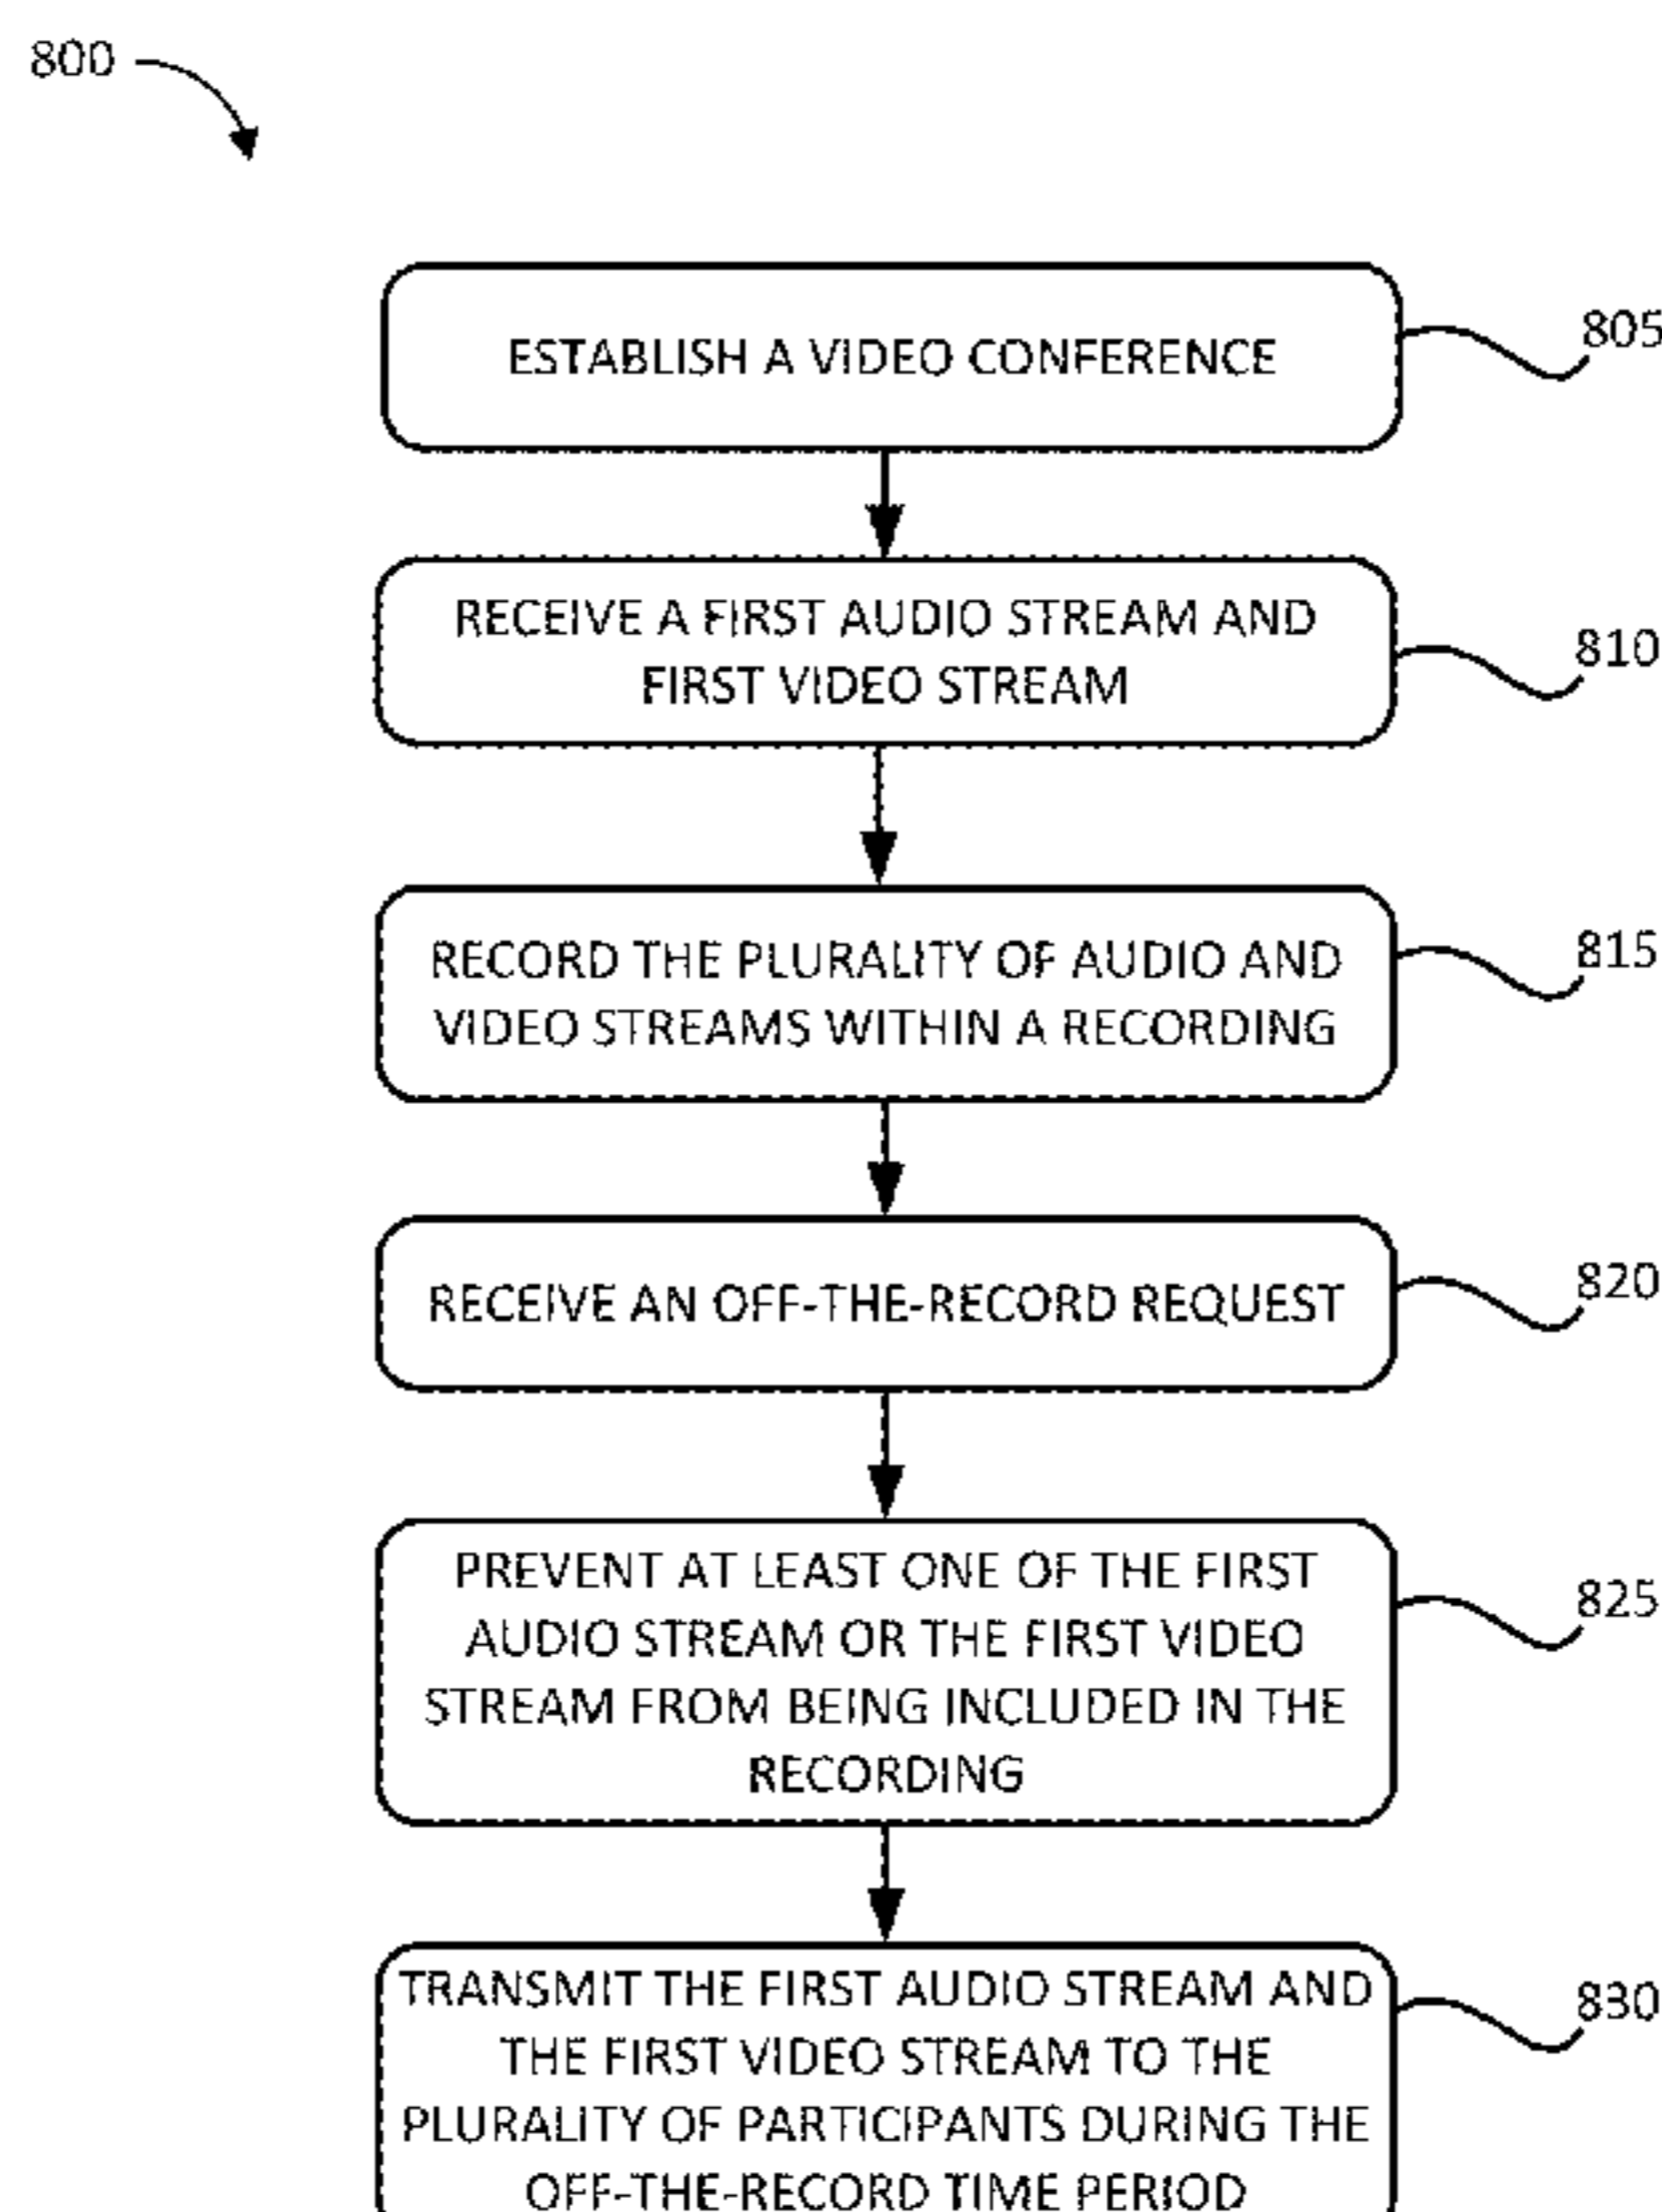 800
ESTABLISH A VIDEO CONFERENCE
805
RECEIVE A FIRST AUDIO STREAM AND
FIRST VIDEO STREAM
810
RECORD THE PLURALITY OF AUDIO AND
VIDEO STREAMS WITHIN A RECORDING
815
RECEIVE AN OFF-THE-RECORD REQUEST
820
PREVENT AT LEAST ONE OF THE FIRST
AUDIO STREAM OR THE FIRST VIDEO
STREAM FROM BEING INCLUDED IN THE
RECORDING
825
TRANSMIT THE FIRST AUDIO STREAM AND
THE FIRST VIDEO STREAM TO THE
PLURALITY OF PARTICIPANTS DURING THE
OFF-THE-RECORD TIME PERIOD
830